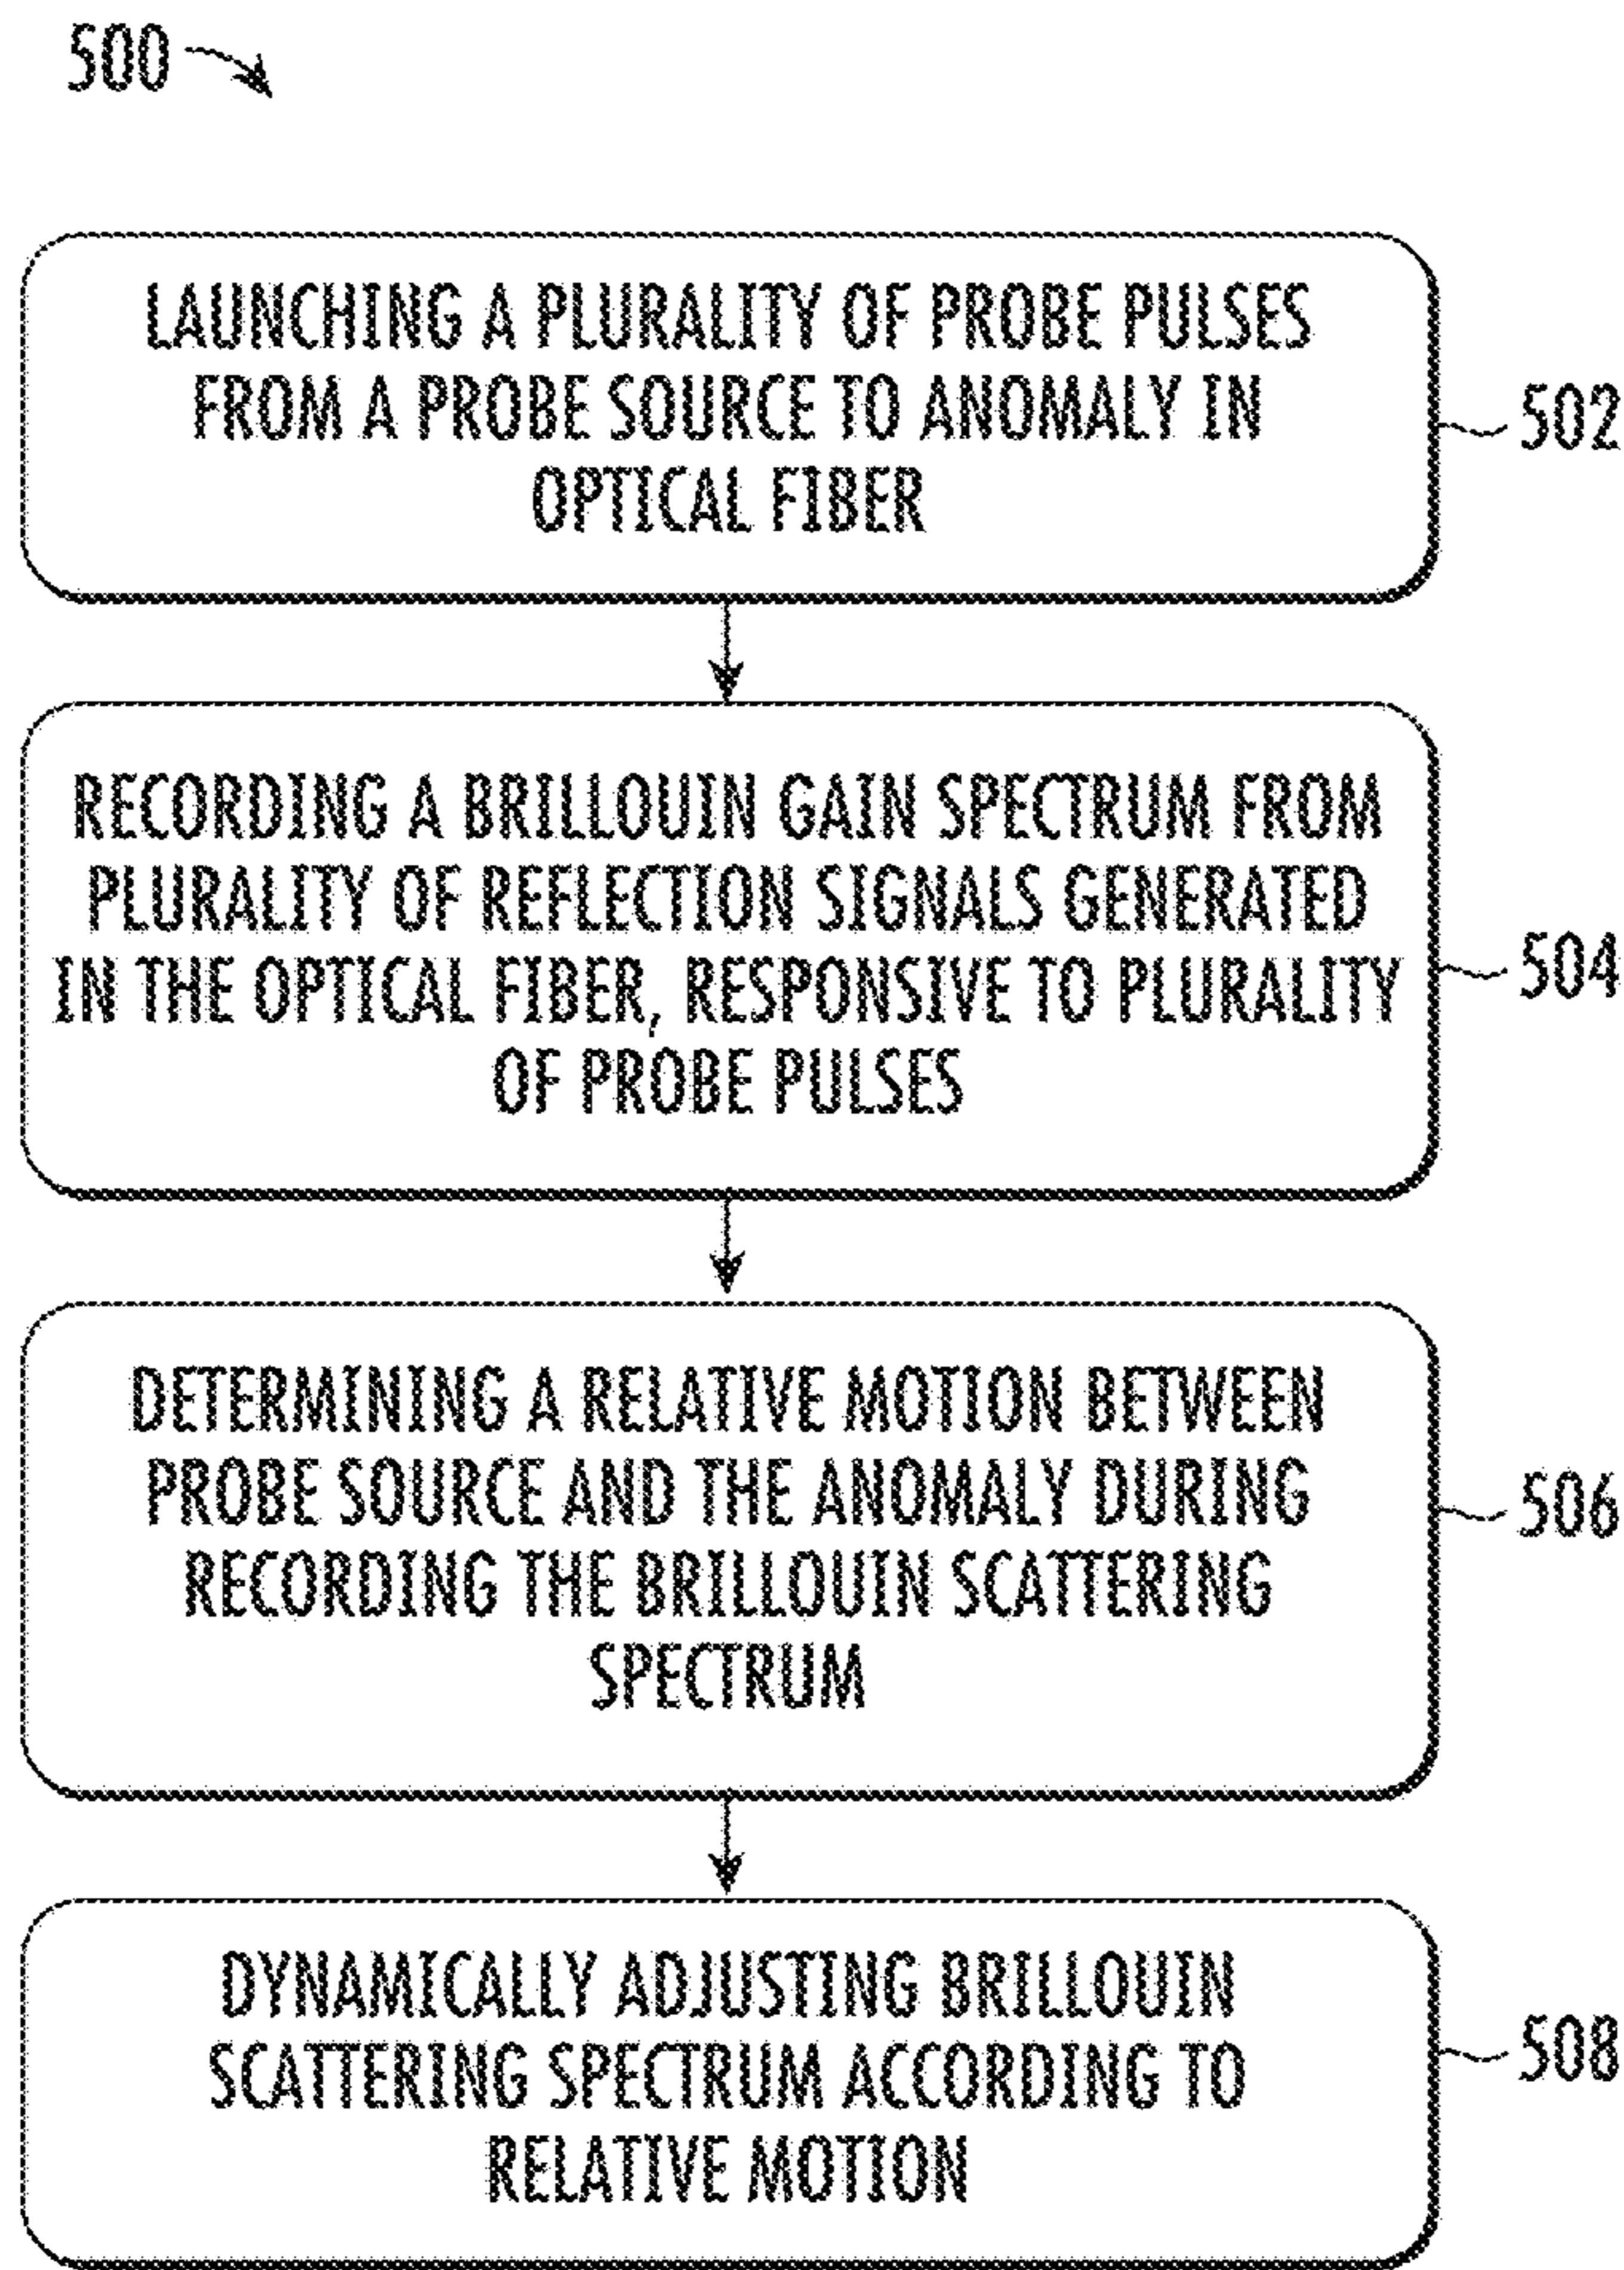 500
LAUNCHING A PLURALITY OF PROBE PULSES
FROM A PROBE SOURCE TO ANOMALY IN
OPTICAL FIBER
502
RECORDING A BRILLOUIN GAIN SPECTRUM FROM
PLURALITY OF REFLECTION SIGNALS GENERATED
IN THE OPTICAL FIBER, RESPONSIVE TO PLURALITY
OF PROBE PULSES
504
DETERMINING A RELATIVE MOTION BETWEEN
PROBE SOURCE AND THE ANOMALY DURING
RECORDING THE BRILLOUIN SCATTERING
SPECTRUM
506
DYNAMICALLY ADJUSTING BRILLOUIN
SCATTERING SPECTRUM ACCORDING TO
RELATIVE MOTION
508